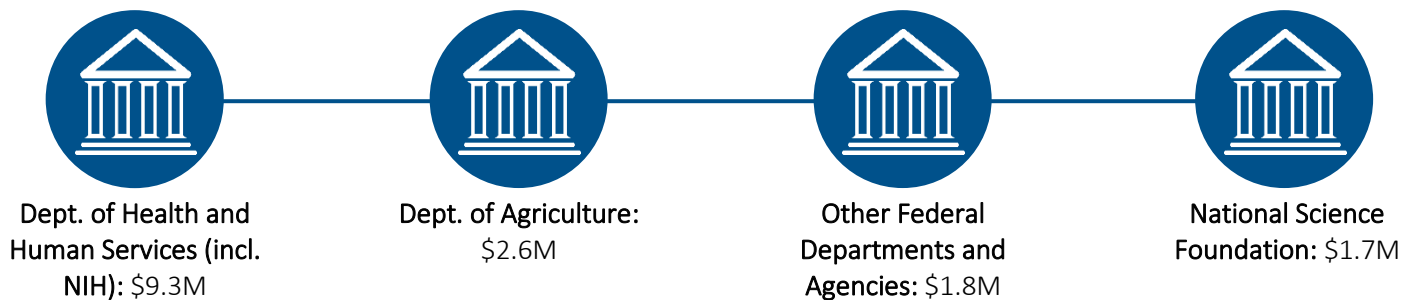 Dept. of Health and
Human Services (incl.
NIH): $9.3M
Dept. of Agriculture:
$2.6M
Other Federal
Departments and
Agencies: $1.8M
National Science
Foundation: $1.7M